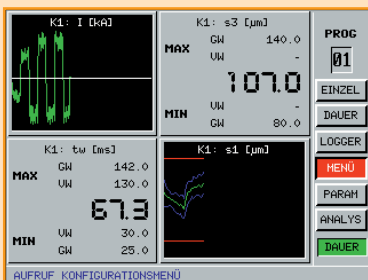 K1: I [kA]
K1: s3 [µm]
MAX
GW 140.0
VW -
107.0
MIN
VW -
GW 80.0
K1: tw [ms]
MAX
GW 142.0
VW 130.0
67.3
MIN
VW 30.0
GW 25.0
K1: s1 [µm]
PROG
01
EINZEL
DAUER
LOGGER
MENÜ
PARAM
ANALYS
DAUER
AUFRUF KONFIGURATIONSMENÜ